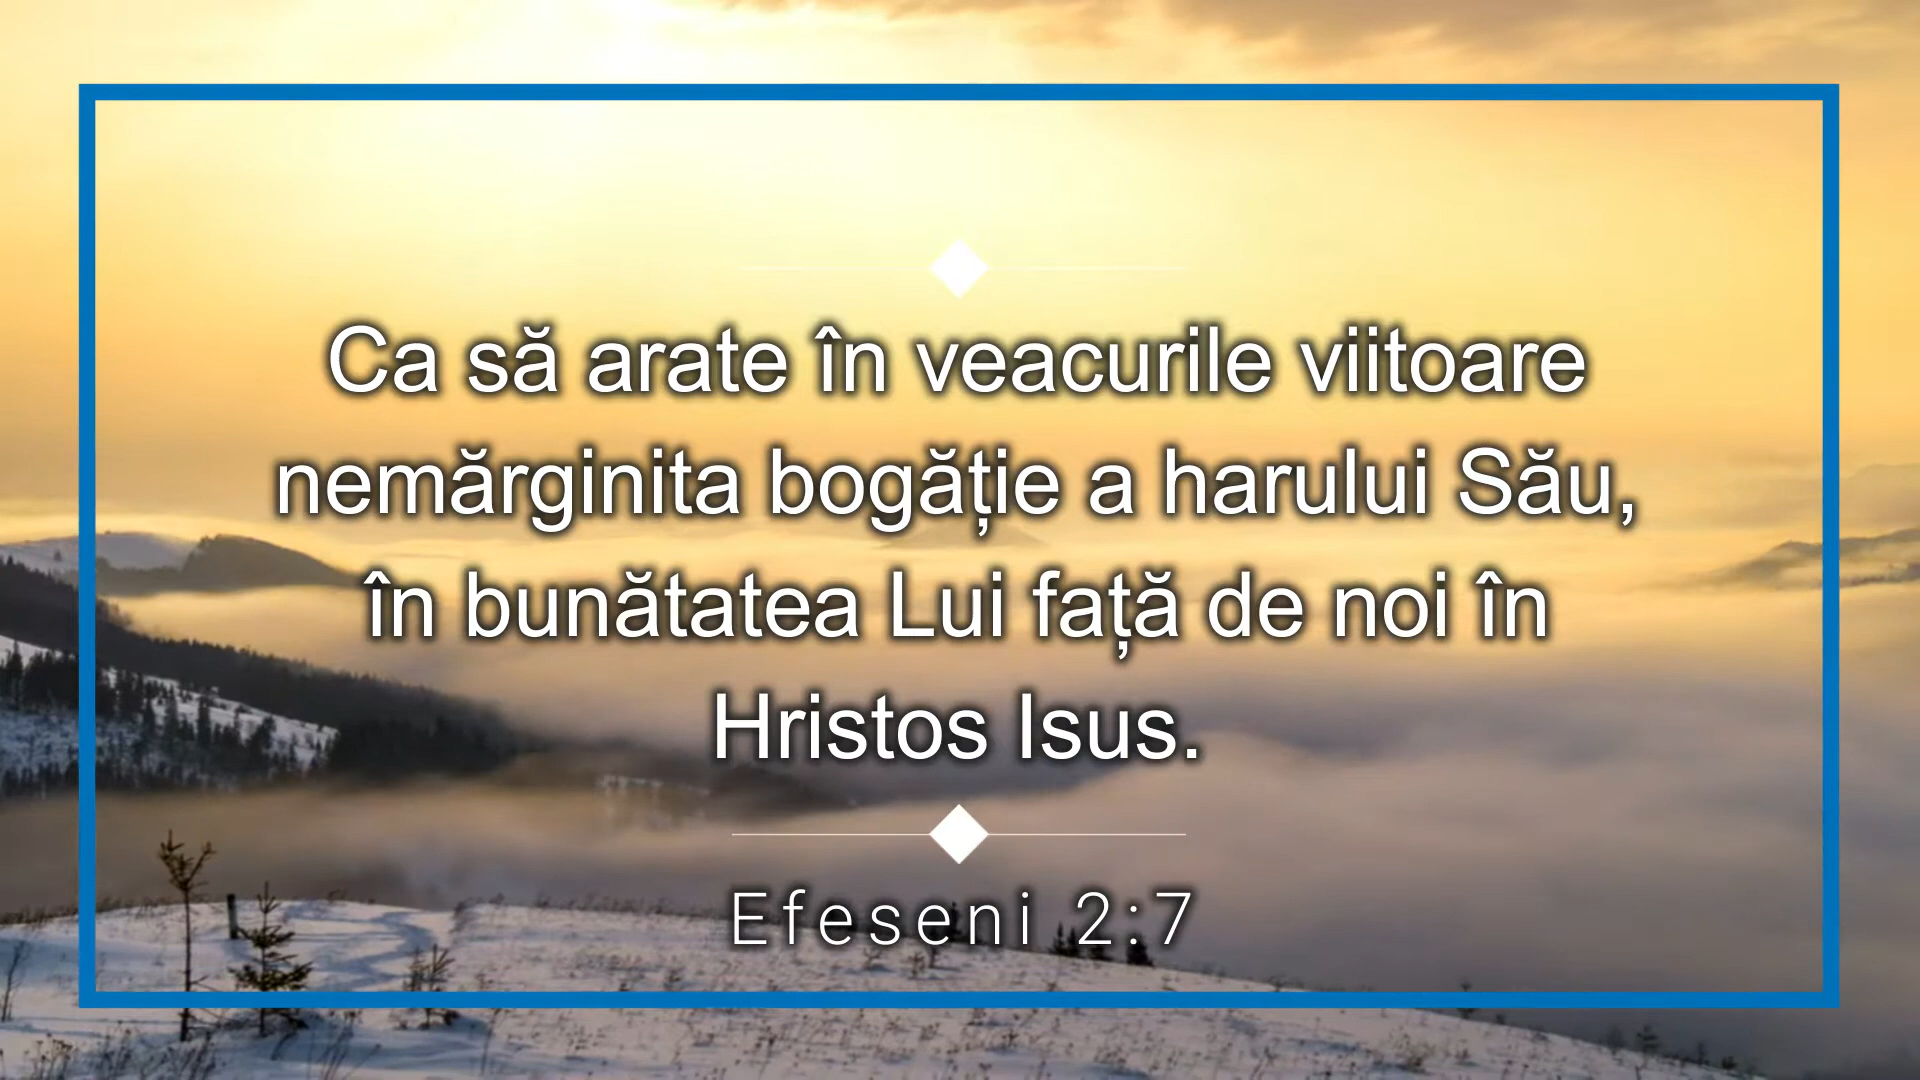 Ca să arate în veacurile viitoare
nemărginita bogăție a harului Său,
în bunătatea Lui față de noi în
Hristos Isus.
Efeseni 2:7